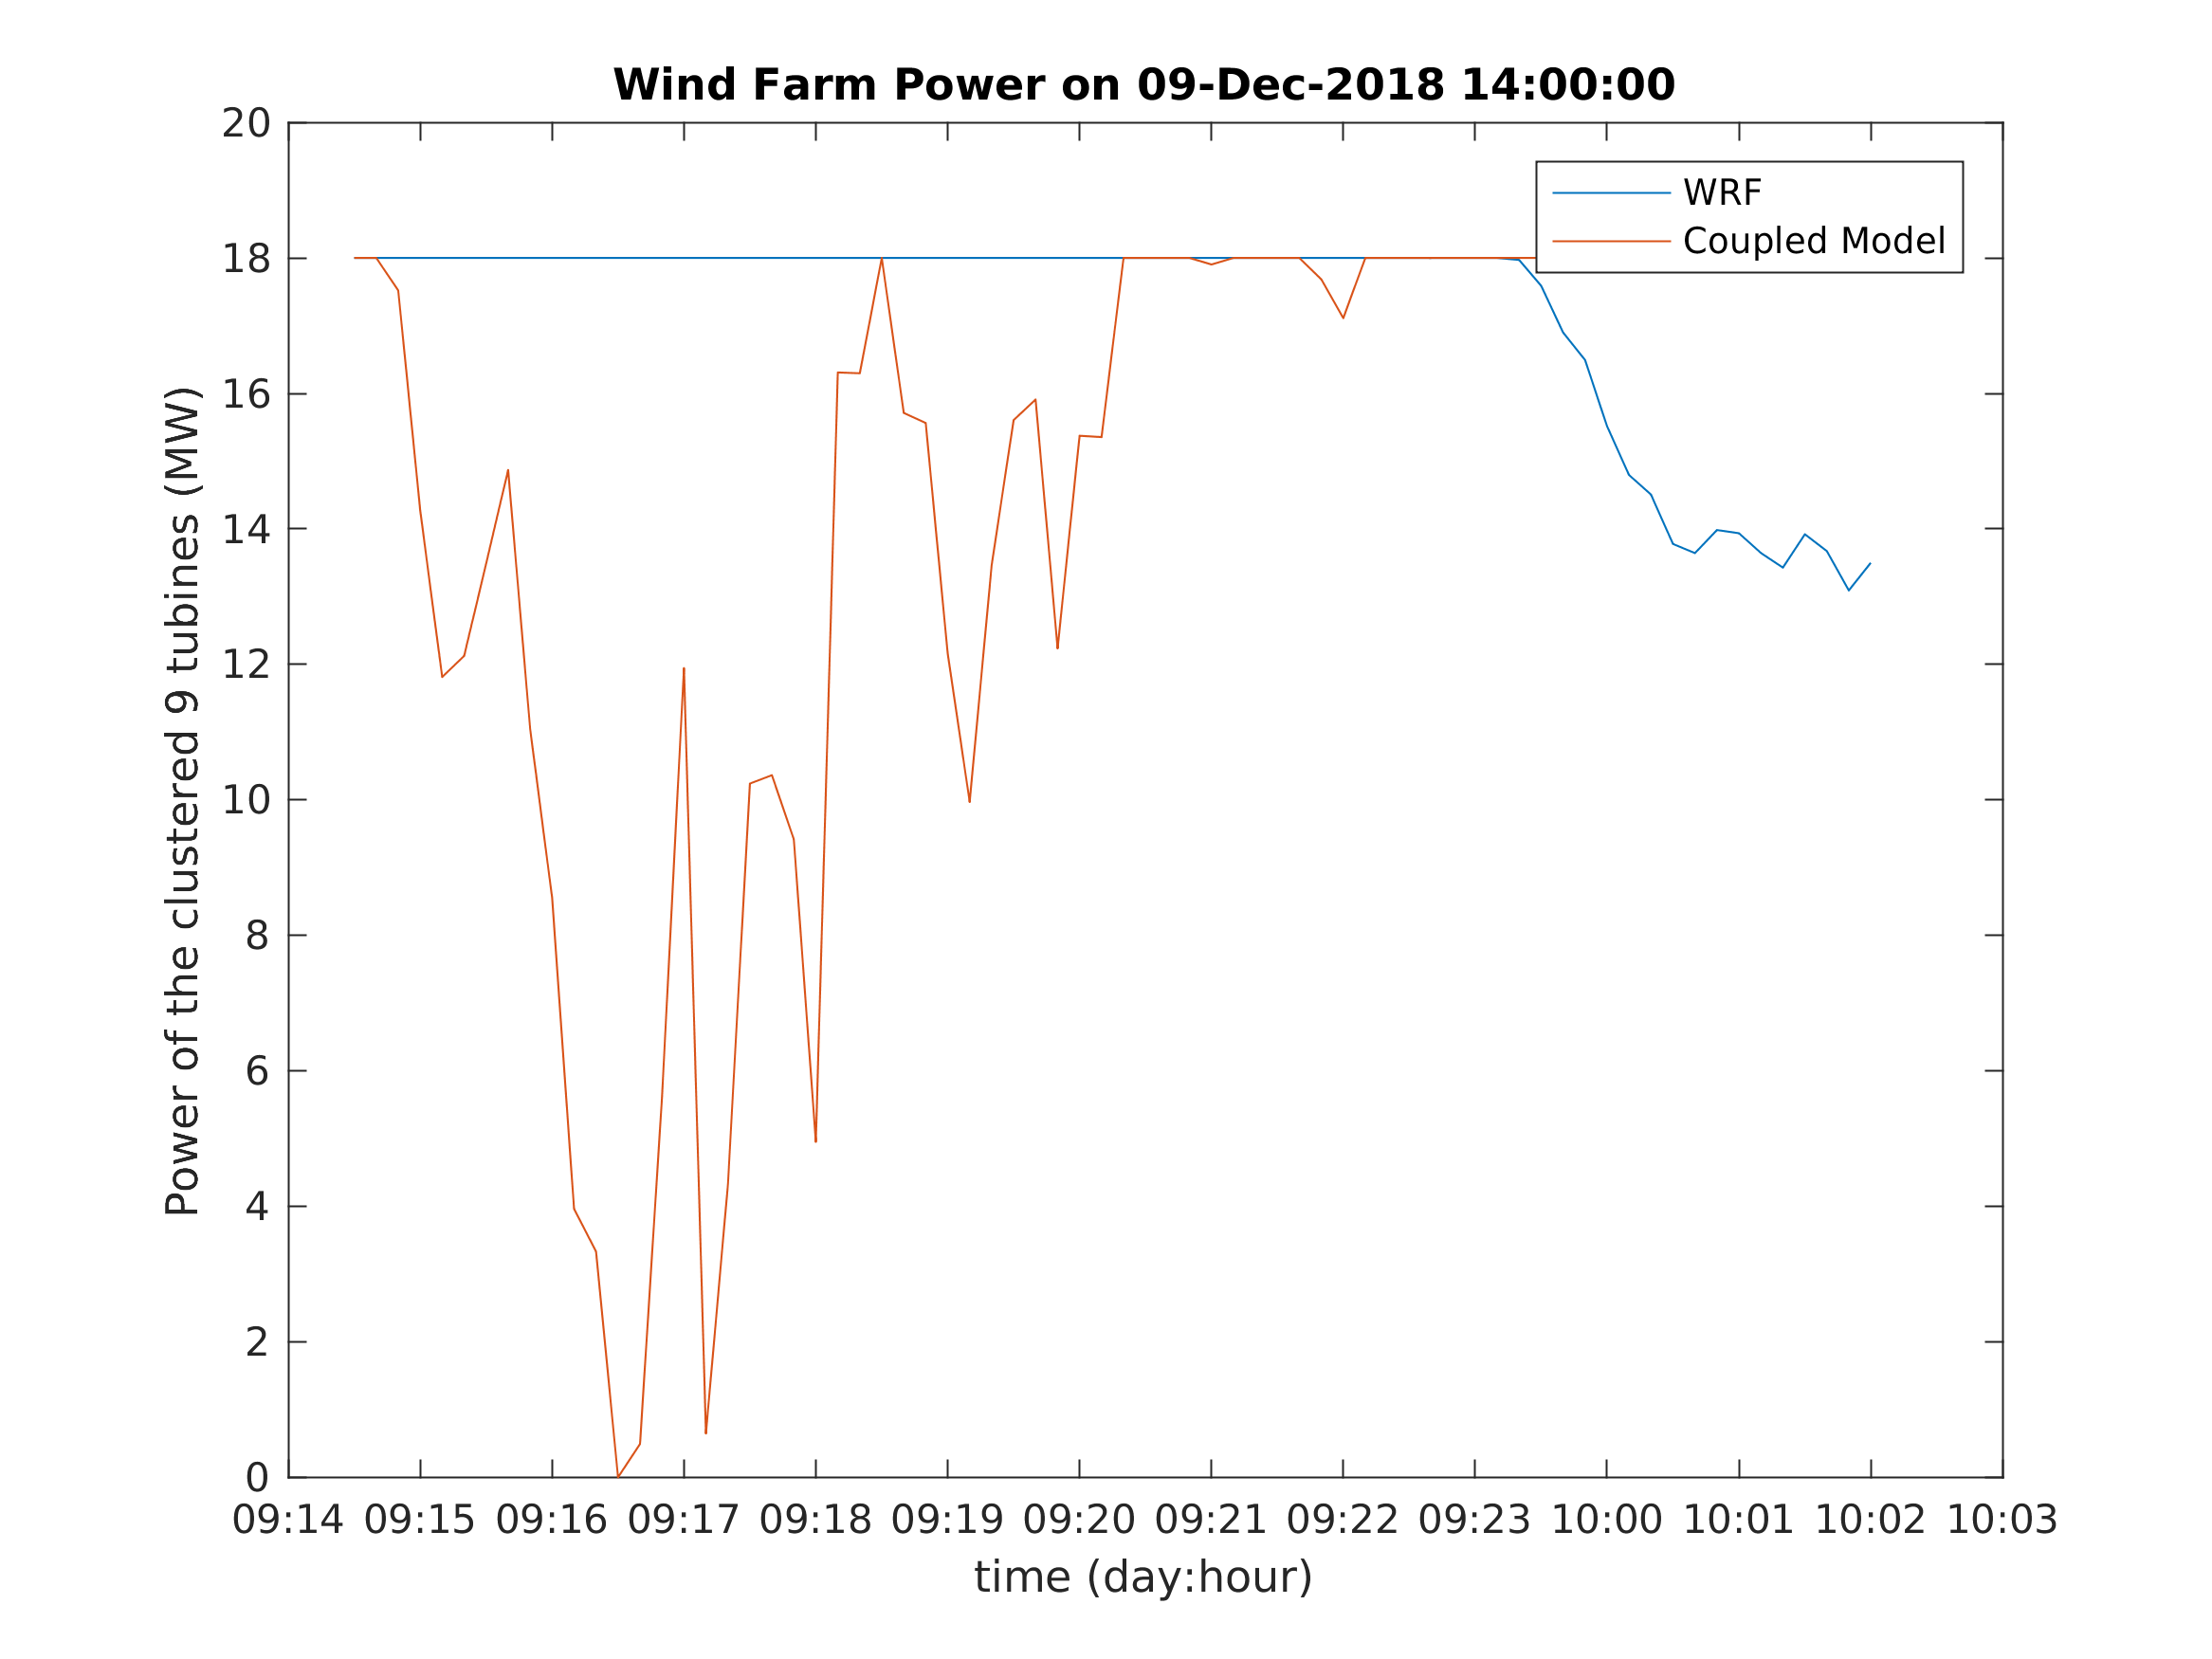 Wind Farm Power on 09-Dec-2018 14:00:00
WRF
Coupled Model
Power of the clustered 9 tubines (MW)
20
18
16
14
12
10
8
6
4
2
0
09:14 09:15 09:16 09:17 09:18 09:19 09:20 09:21 09:22 09:23 10:00 10:01 10:02 10:03
time (day:hour)